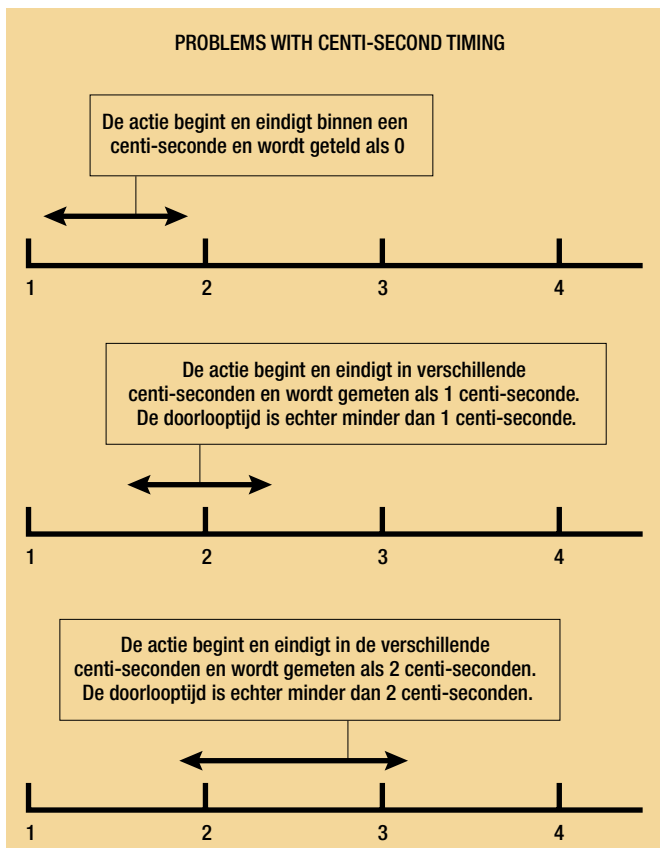 PROBLEMS WITH CENTI-SECOND TIMING
De actie begint en eindigt binnen een
centi-seconde en wordt geteld als 0
1 2 3 4
De actie begint en eindigt in verschillende
centi-seconden en wordt gemeten als 1 centi-seconde.
De doorlooptijd is echter minder dan 1 centi-seconde.
1 2 3 4
De actie begint en eindigt in de verschillende
centi-seconden en wordt gemeten als 2 centi-seconden.
De doorlooptijd is echter minder dan 2 centi-seconden.
1 2 3 4